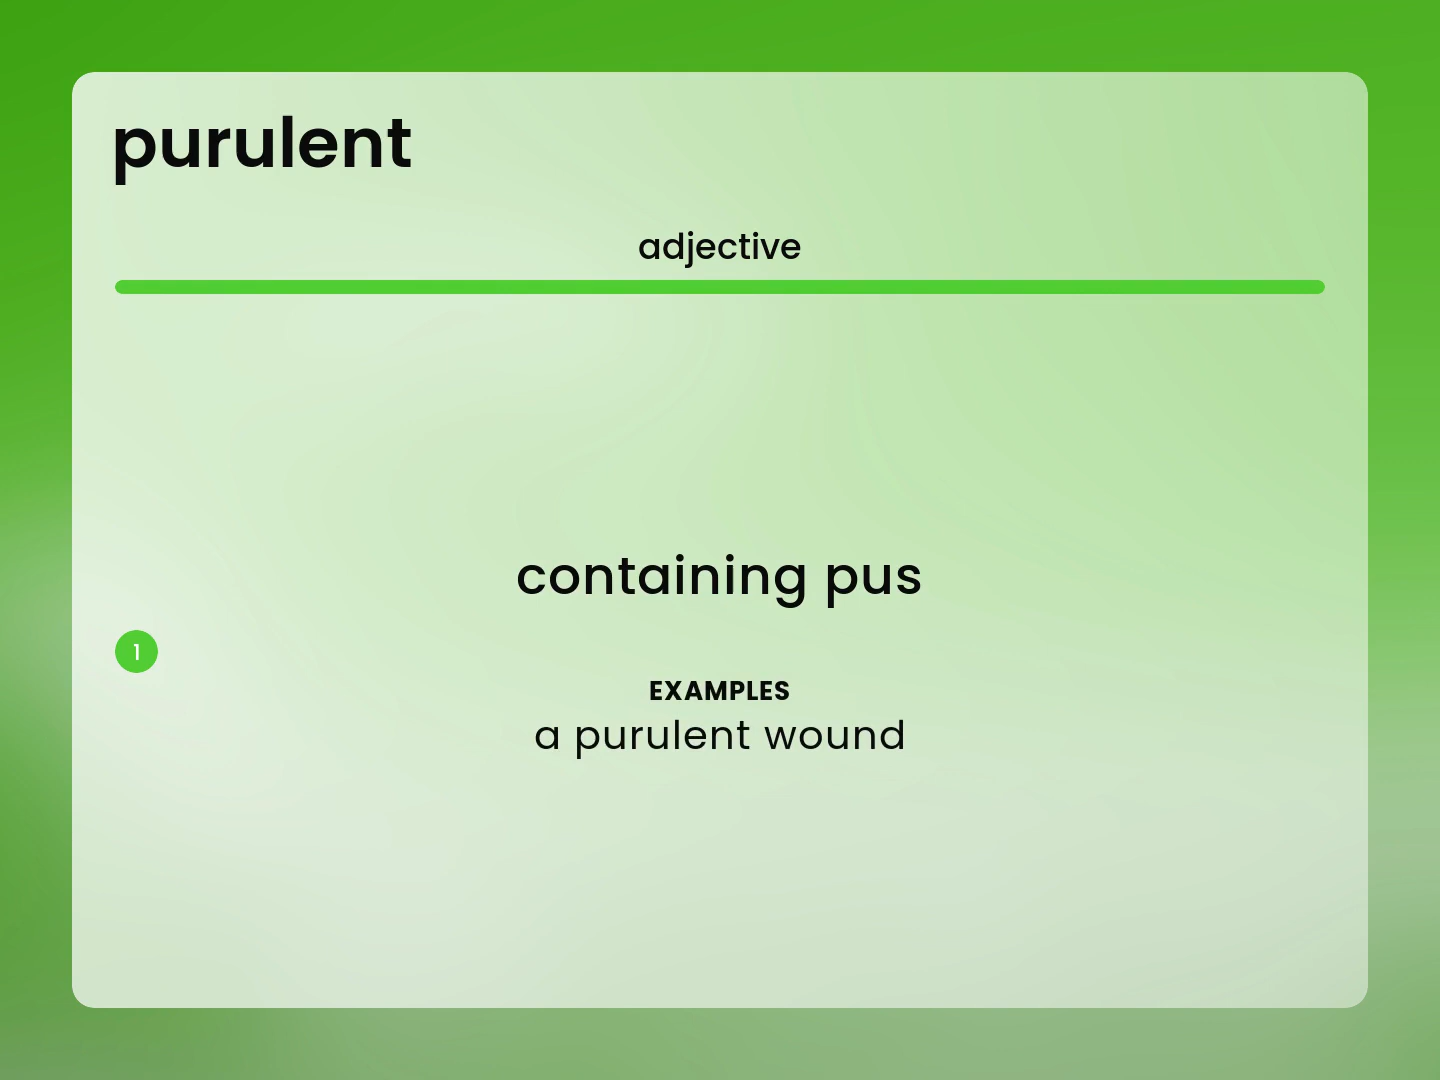 purulent
adjective
containing pus
1
EXAMPLES
a purulent wound